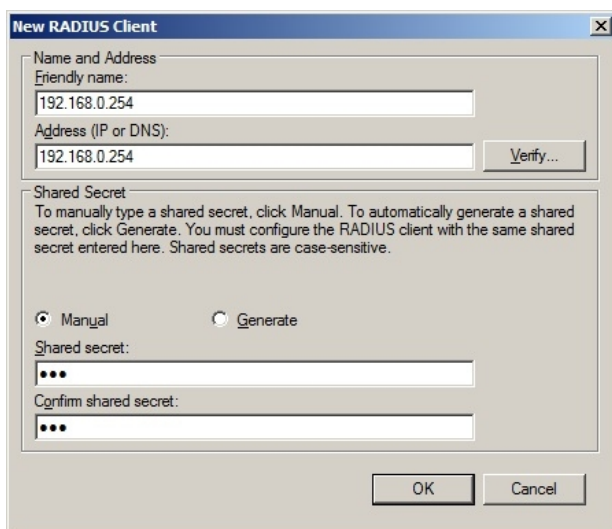 New RADIUS Client
Name and Address
Friendly name:
192.168.0.254
Address (IP or DNS):
192.168.0.254
Verify...
Shared Secret
To manually type a shared secret, click Manual. To automatically generate a shared
secret, click Generate. You must configure the RADIUS client with the same shared
secret entered here. Shared secrets are case-sensitive.
Manual
Generate
Shared secret:
•••
Confirm shared secret:
•••
OK
Cancel